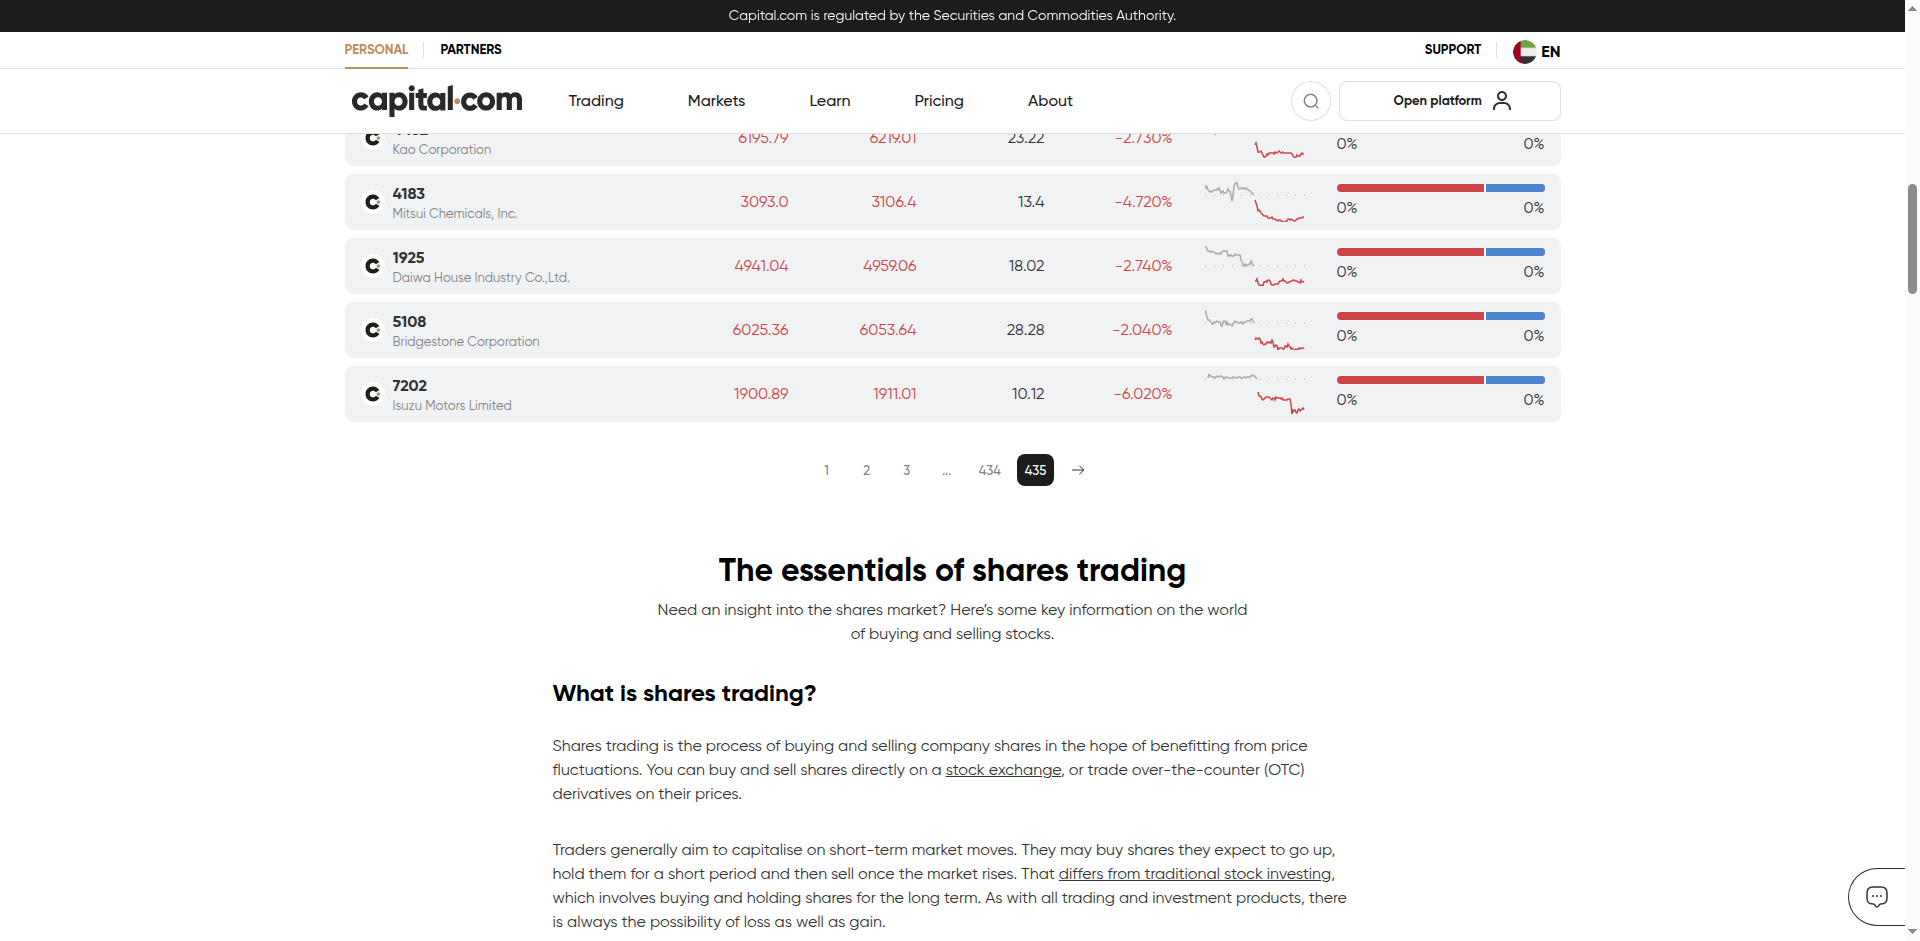 Capital.com is regulated by the Securities and Commodities Authority.
PERSONAL PARTNERS SUPPORT EN
capital.com Trading Markets Learn Pricing About Open platform
6195.79 6219.01 23.22 -2.730%
Kao Corporation 0% 0%
4183 3093.0 3106.4 13.4 -4.720%
Mitsui Chemicals, Inc. 0% 0%
1925 4941.04 4959.06 18.02 -2.740%
Daiwa House Industry Co.,Ltd. 0% 0%
5108 6025.36 6053.64 28.28 -2.040%
Bridgestone Corporation 0% 0%
7202 1900.89 1911.01 10.12 -6.020%
Isuzu Motors Limited 0% 0%
1 2 3 ... 434 435
The essentials of shares trading
Need an insight into the shares market? Here's some key information on the world
of buying and selling stocks.
What is shares trading?
Shares trading is the process of buying and selling company shares in the hope of benefitting from price
fluctuations. You can buy and sell shares directly on a stock exchange, or trade over-the-counter (OTC)
derivatives on their prices.
Traders generally aim to capitalise on short-term market moves. They may buy shares they expect to go up,
hold them for a short period and then sell once the market rises. That differs from traditional stock investing,
which involves buying and holding shares for the long term. As with all trading and investment products, there
is always the possibility of loss as well as gain.